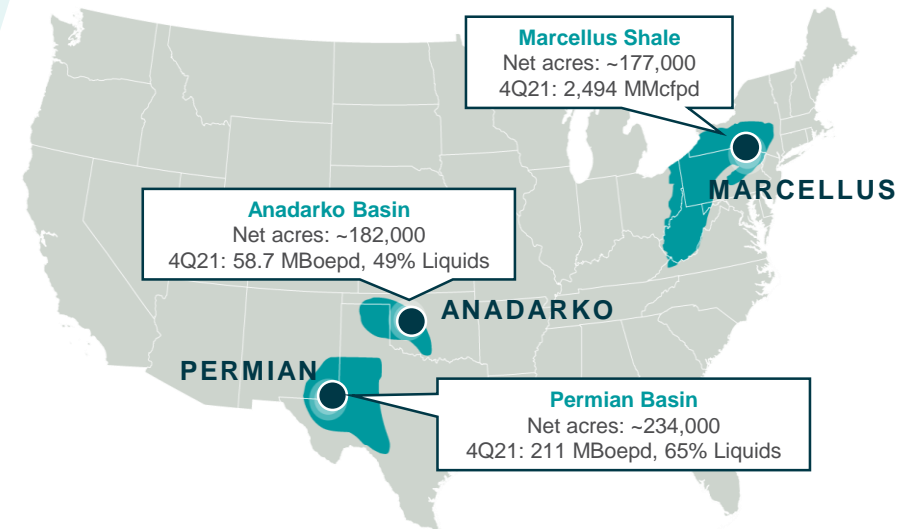 Marcellus Shale
Net acres: ~177,000
4Q21: 2,494 MMcfpd
MARCELLUS
Anadarko Basin
Net acres: ~182,000
4Q21: 58.7 MBoepd, 49% Liquids
ANADARKO
PERMIAN
Permian Basin
Net acres: ~234,000
4Q21: 211 MBoepd, 65% Liquids